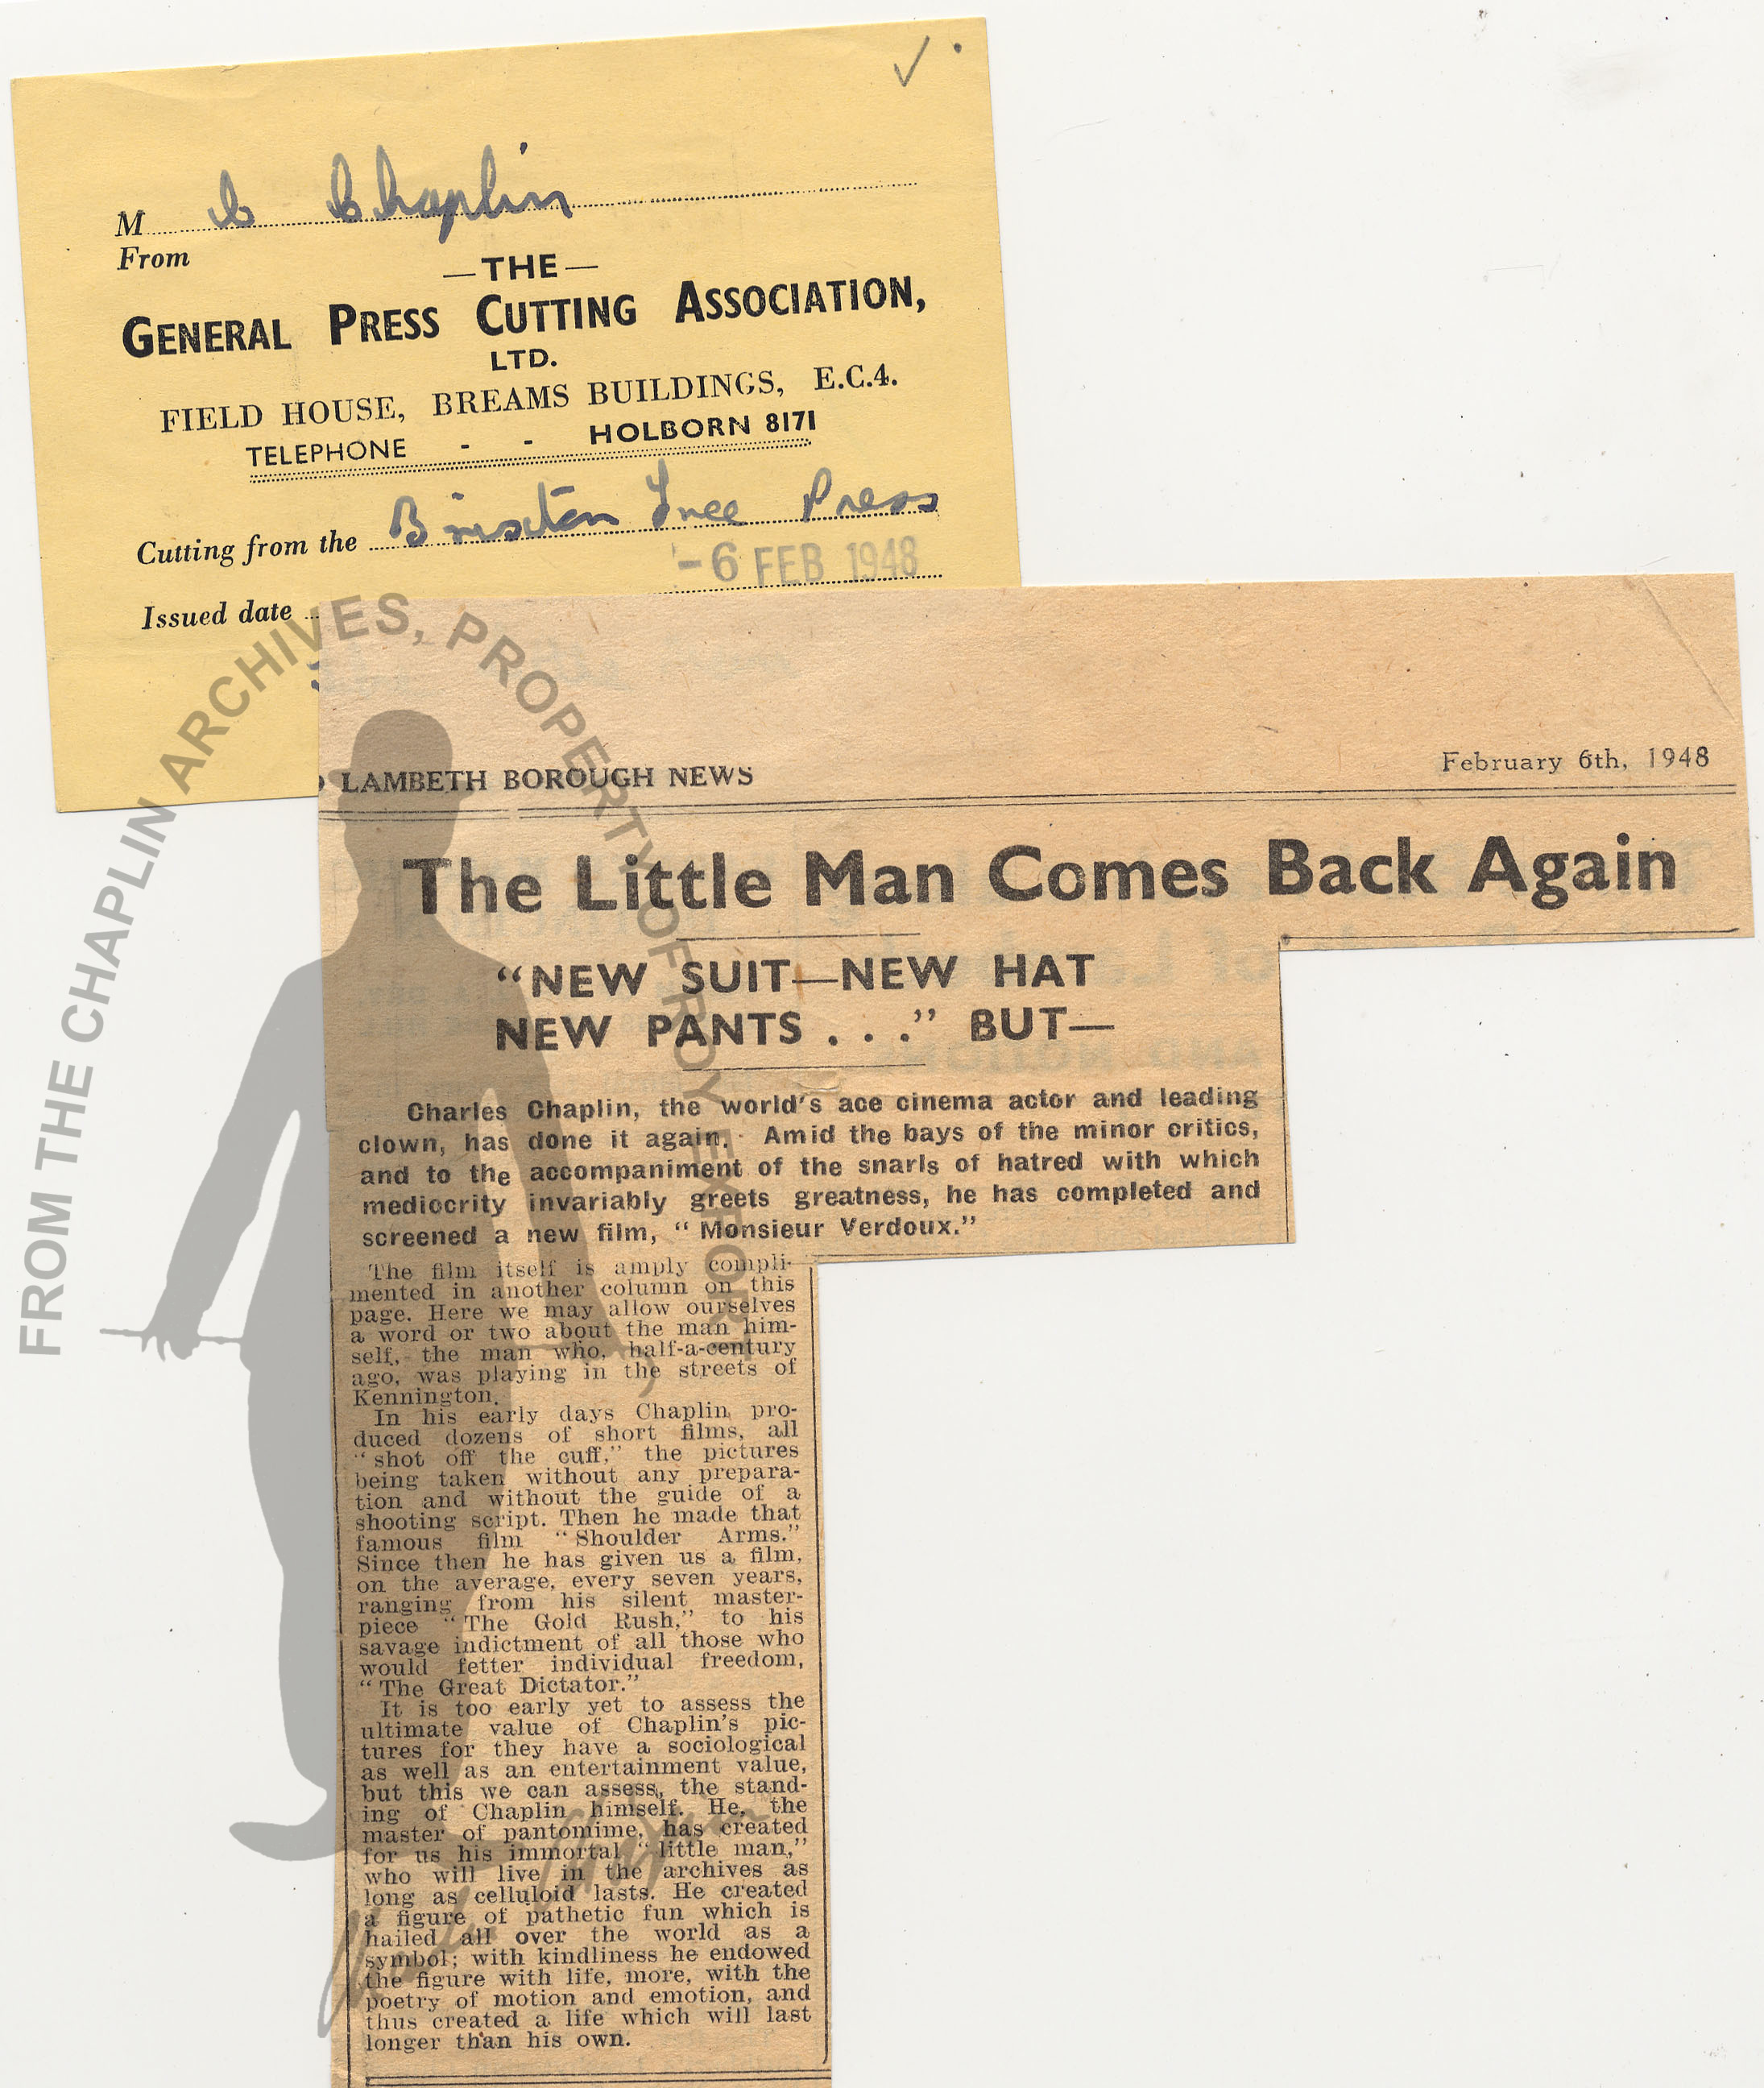 M C Chaplin
From
—THE—
GENERAL PRESS CUTTING ASSOCIATION,
LTD.
FIELD HOUSE, BREAMS BUILDINGS, E.C.4.
TELEPHONE - - HOLBORN 8171
Cutting from the Brixton Free Press
-6 FEB 1948
Issued date
LAMBETH BOROUGH NEWS
February 6th, 1948
The Little Man Comes Back Again
“NEW SUIT—NEW HAT
NEW PANTS . . .” BUT—
Charles Chaplin, the world's ace cinema actor and leading
clown, has done it again. Amid the bays of the minor critics,
and to the accompaniment of the snarls of hatred with which
mediocrity invariably greets greatness, he has completed and
screened a new film, “Monsieur Verdoux.”
The film itself is amply compli-
mented in another column on this
page. Here we may allow ourselves
a word or two about the man him-
self, the man who, half-a-century
ago, was playing in the streets of
Kennington.
In his early days Chaplin pro-
duced dozens of short films, all
“shot off the cuff,” the pictures
being taken without any prepara-
tion and without the guide of a
shooting script. Then he made that
famous film “Shoulder Arms.”
Since then he has given us a film,
on the average, every seven years,
ranging from his silent master-
piece “The Gold Rush,” to his
savage indictment of all those who
would fetter individual freedom,
“The Great Dictator.”
It is too early yet to assess the
ultimate value of Chaplin's pic-
tures for they have a sociological
as well as an entertainment value,
but this we can assess, the stand-
ing of Chaplin himself. He, the
master of pantomime, has created
for us his immortal “little man,”
who will live in the archives as
long as celluloid lasts. He created
a figure of pathetic fun which is
hailed all over the world as a
symbol; with kindliness he endowed
the figure with life, more, with the
poetry of motion and emotion, and
thus created a life which will last
longer than his own.
FROM THE CHAPLIN ARCHIVES, PROPERTY OF ROY EXPORT